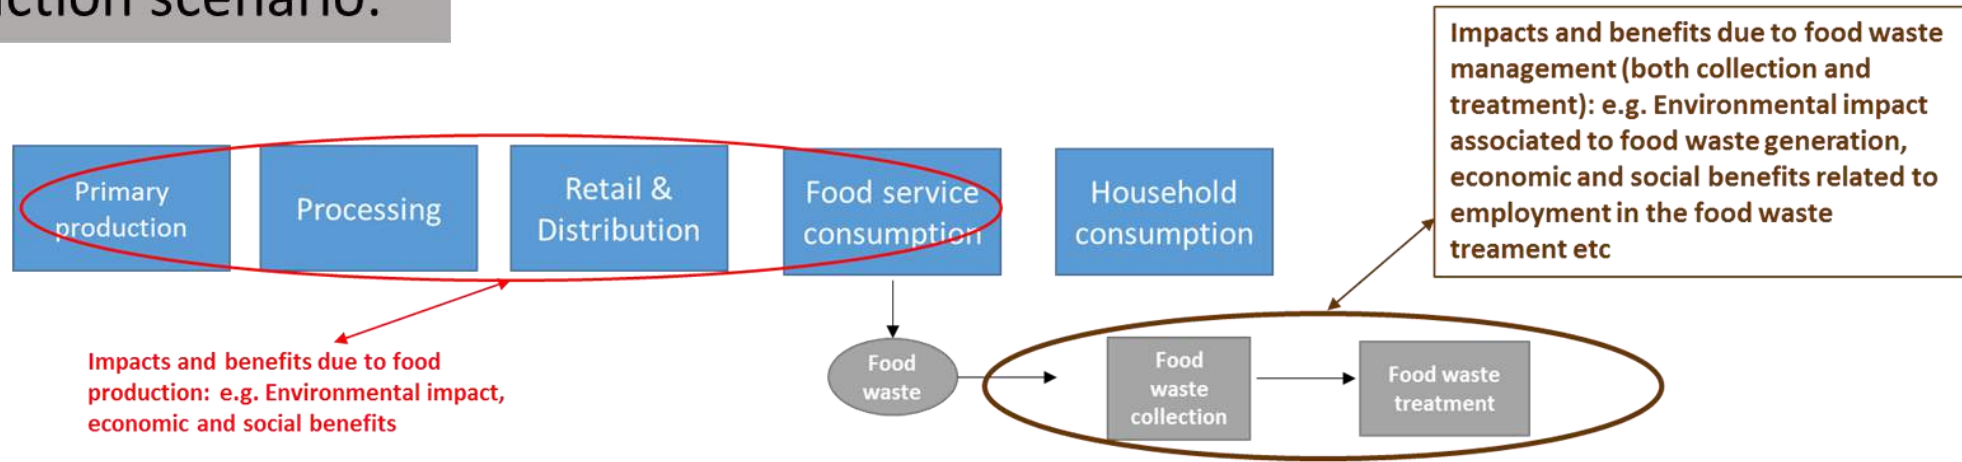 ction scenario:
Impacts and benefits due to food waste
management (both collection and
treatment): e.g. Environmental impact
associated to food waste generation,
economic and social benefits related to
employment in the food waste
treament etc
Primary
production
Processing
Retail &
Distribution
Food service
consumption
Household
consumption
Impacts and benefits due to food
production: e.g. Environmental impact,
economic and social benefits
Food
waste
Food
waste
collection
Food waste
treatment